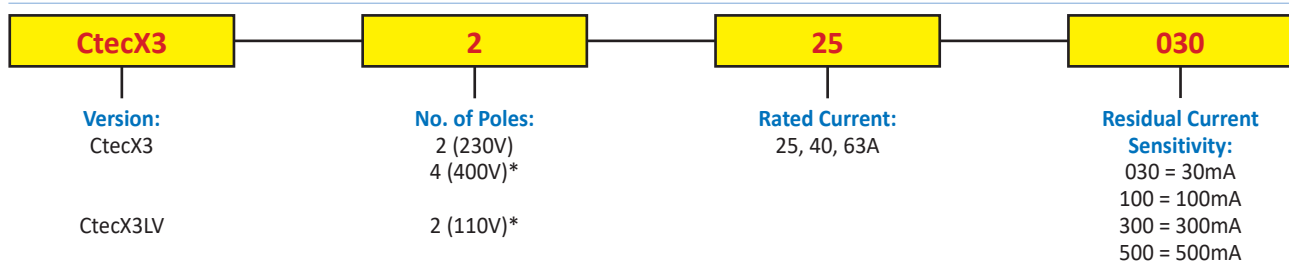 CtecX3 2 25 030
Version: No. of Poles: Rated Current: Residual Current
CtecX3 2 (230V) 25, 40, 63A Sensitivity:
4 (400V)* 030 = 30mA
100 = 100mA
CtecX3LV 2 (110V)* 300 = 300mA
500 = 500mA